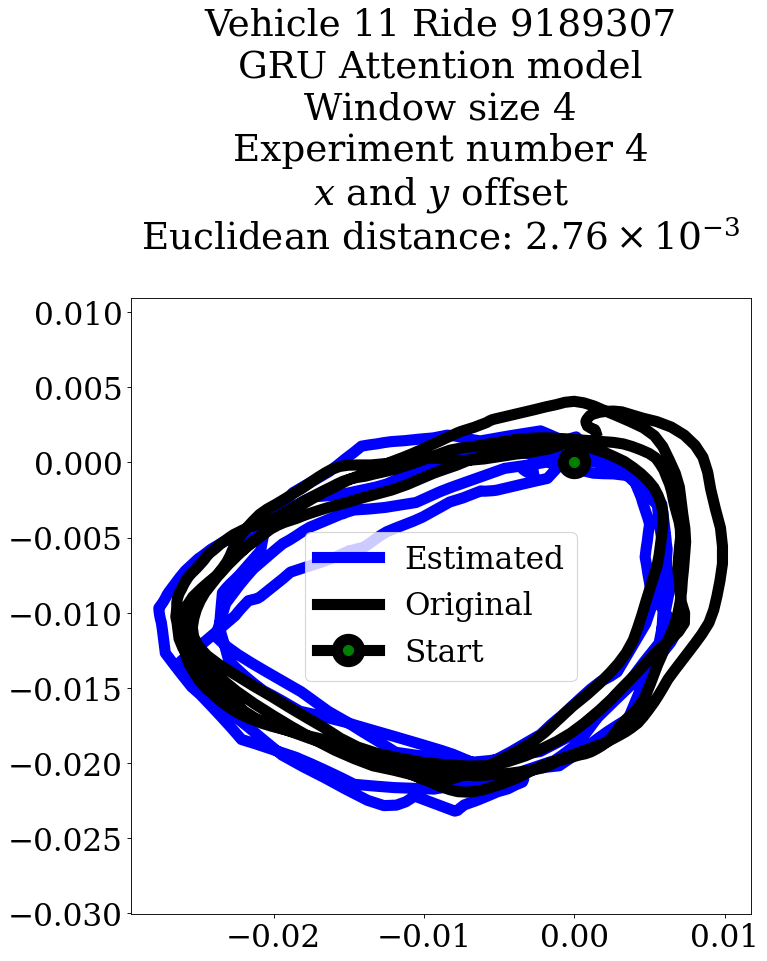 Vehicle 11 Ride 9189307
GRU Attention model
Window size 4
Experiment number 4
x and y offset
Euclidean distance: 2.76 × 10⁻³
0.010
0.005
0.000
−0.005
−0.010
−0.015
−0.020
−0.025
−0.030
Estimated
Original
Start
−0.02
−0.01
0.00
0.01